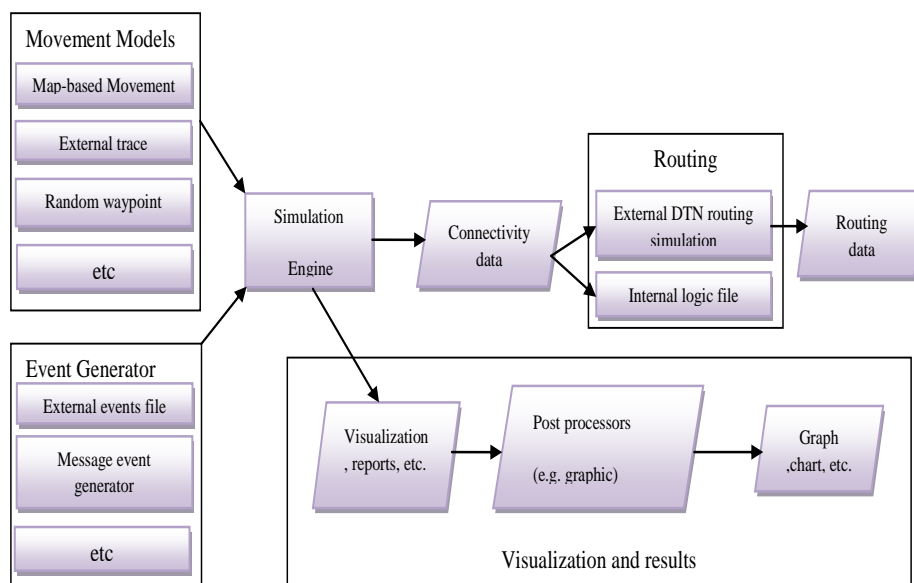 Movement Models
Map-based Movement
External trace
Random waypoint
etc
Event Generator
External events file
Message event
generator
etc
Simulation
Engine
Connectivity
data
Routing
External DTN routing
simulation
Internal logic file
Routing
data
Visualization
, reports, etc.
Post processors
(e.g. graphic)
Graph
,chart, etc.
Visualization and results